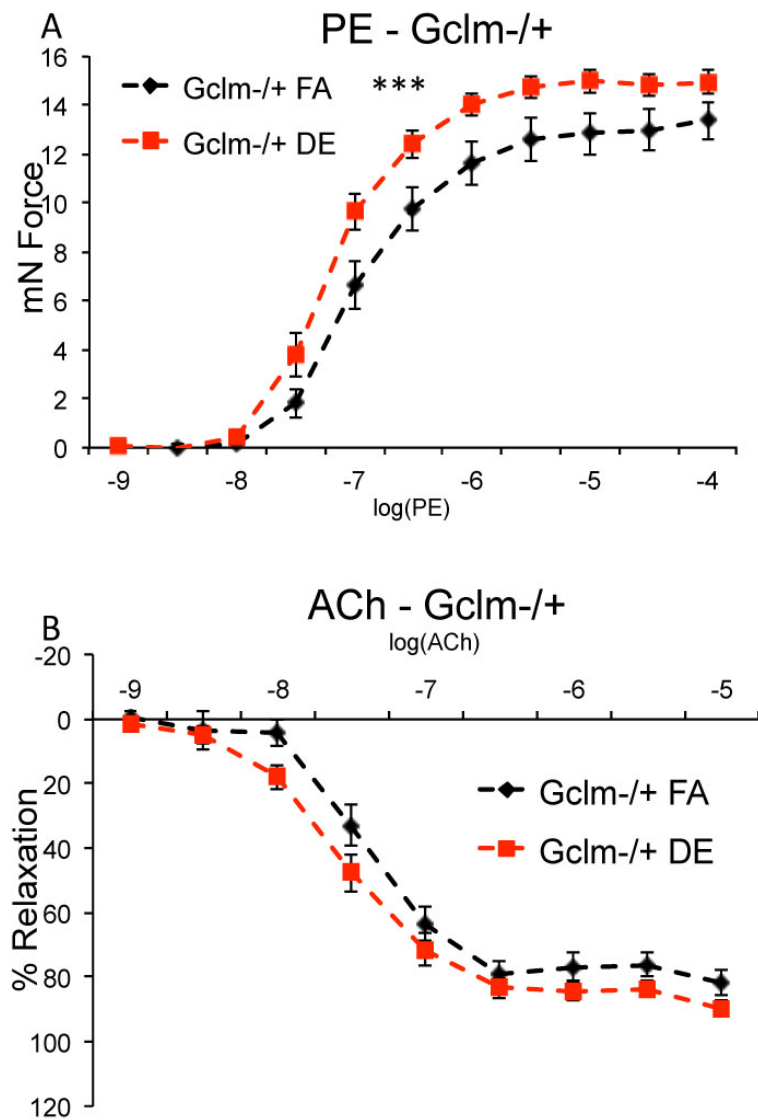 A
PE - Gclm-/+
16
14
12
10
8
6
4
2
0
mN Force
Gclm-/+ FA
***
Gclm-/+ DE
-9 -8 -7 -6 -5 -4
log(PE)
B
ACh - Gclm-/+
log(ACh)
-20
-9 -8 -7 -6 -5
0
20
40
60
80
100
120
% Relaxation
Gclm-/+ FA
Gclm-/+ DE